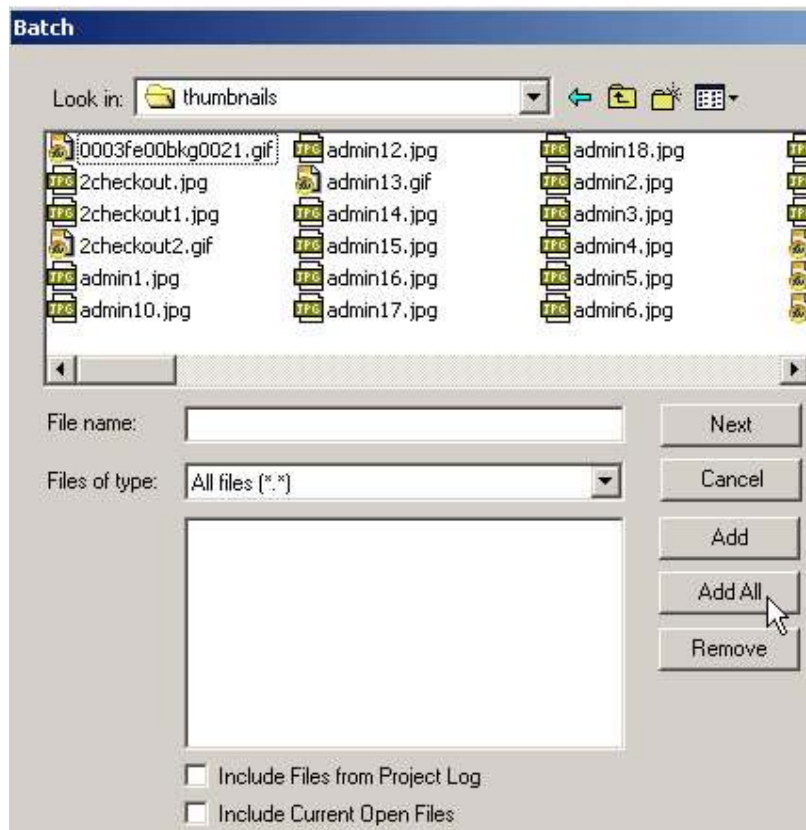 Batch
Look in: thumbnails
0003fe00bkg0021.gif admin12.jpg admin18.jpg
2checkout.jpg admin13.gif admin2.jpg
2checkout1.jpg admin14.jpg admin3.jpg
2checkout2.gif admin15.jpg admin4.jpg
admin1.jpg admin16.jpg admin5.jpg
admin10.jpg admin17.jpg admin6.jpg
File name: Next
Files of type: All files (*.*) Cancel
Add
Add All
Remove
Include Files from Project Log
Include Current Open Files